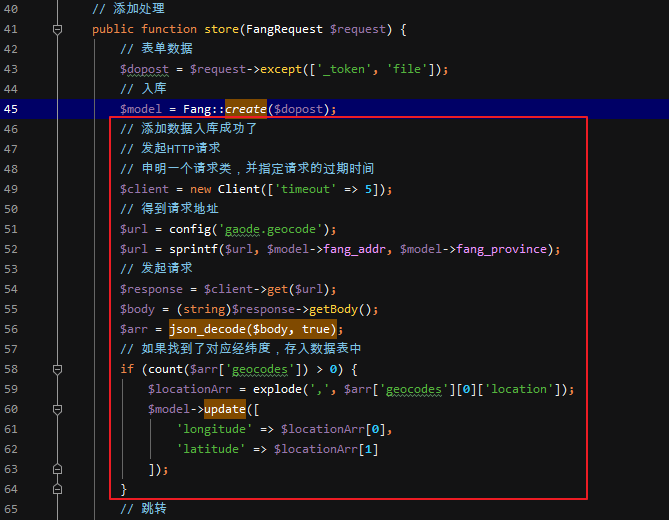 40 // 添加处理
41 public function store(FangRequest $request) {
42 // 表单数据
43 $dopost = $request->except(['_token', 'file']);
44 // 入库
45 $model = Fang::create($dopost);
46 // 添加数据入库成功了
47 // 发起HTTP请求
48 // 申明一个请求类，并指定请求的过期时间
49 $client = new Client(['timeout' => 5]);
50 // 得到请求地址
51 $url = config('gaode.geocode');
52 $url = sprintf($url, $model->fang_addr, $model->fang_province);
53 // 发起请求
54 $response = $client->get($url);
55 $body = (string)$response->getBody();
56 $arr = json_decode($body, true);
57 // 如果找到了对应经纬度，存入数据表中
58 if (count($arr['geocodes']) > 0) {
59 $locationArr = explode(',', $arr['geocodes'][0]['location']);
60 $model->update([
61 'longitude' => $locationArr[0],
62 'latitude' => $locationArr[1]
63 ]);
64 }
65 // 跳转